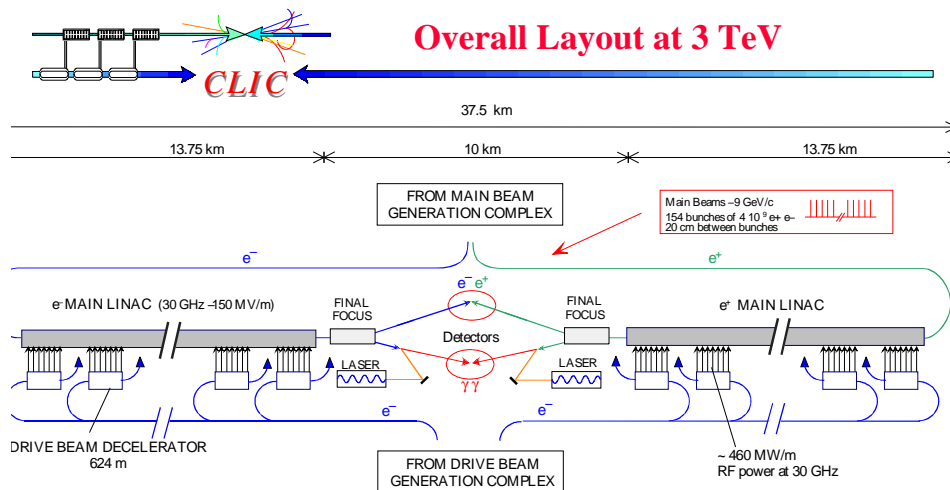 Overall Layout at 3 TeV
CLIC
37.5 km
13.75 km
10 km
13.75 km
FROM MAIN BEAM
GENERATION COMPLEX
Main Beams –9 GeV/c
154 bunches of 4 10⁹ e+ e–
20 cm between bunches
e⁻
e⁺
e⁻ e⁺
e⁻ MAIN LINAC (30 GHz –150 MV/m)
FINAL
FOCUS
FINAL
FOCUS
e⁺ MAIN LINAC
Detectors
LASER
γ γ
LASER
e⁻
e⁻
DRIVE BEAM DECELERATOR
624 m
FROM DRIVE BEAM
GENERATION COMPLEX
~ 460 MW/m
RF power at 30 GHz